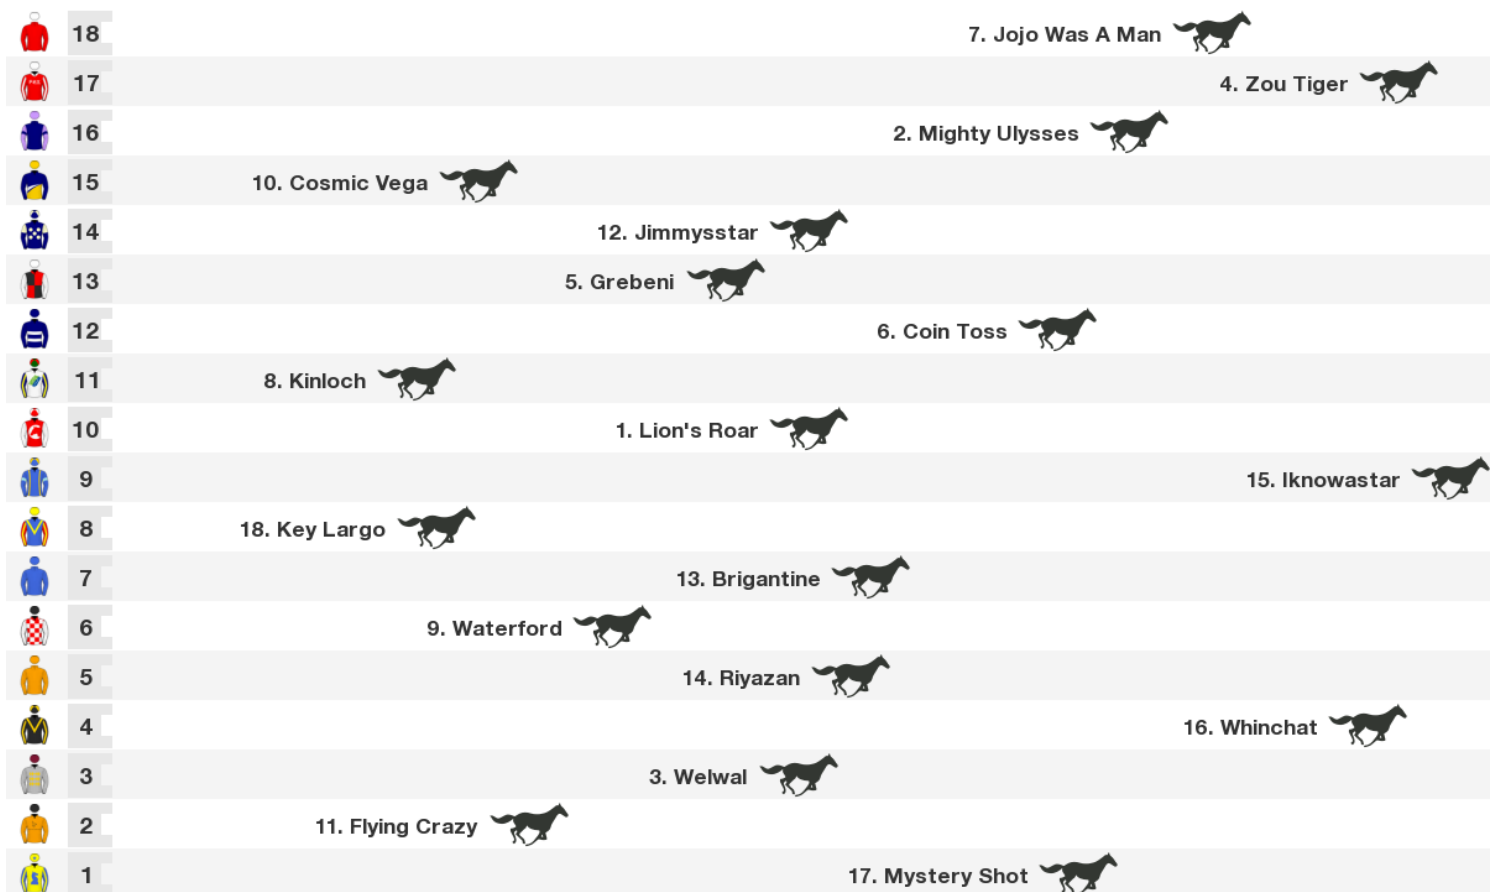 18 7. Jojo Was A Man
17 4. Zou Tiger
16 2. Mighty Ulysses
15 10. Cosmic Vega
14 12. Jimmysstar
13 5. Grebeni
12 6. Coin Toss
11 8. Kinloch
10 1. Lion's Roar
9 15. Iknowastar
8 18. Key Largo
7 13. Brigantine
6 9. Waterford
5 14. Riyazan
4 16. Whinchat
3 3. Welwal
2 11. Flying Crazy
1 17. Mystery Shot